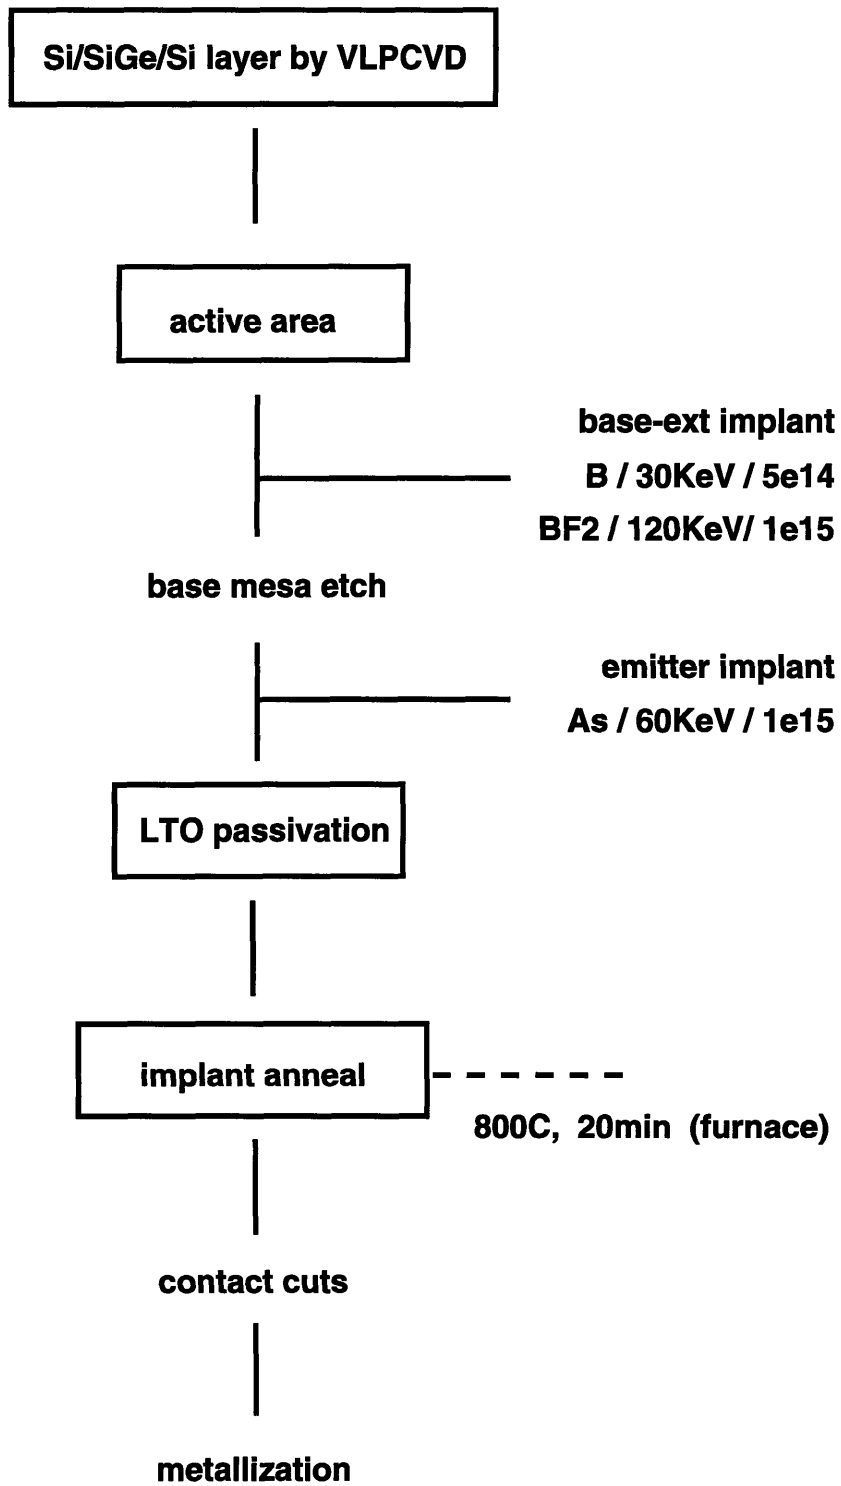 Si/SiGe/Si layer by VLPCVD
active area
base-ext implant
B / 30KeV / 5e14
BF2 / 120KeV/ 1e15
base mesa etch
emitter implant
As / 60KeV / 1e15
LTO passivation
implant anneal
800C, 20min (furnace)
contact cuts
metallization